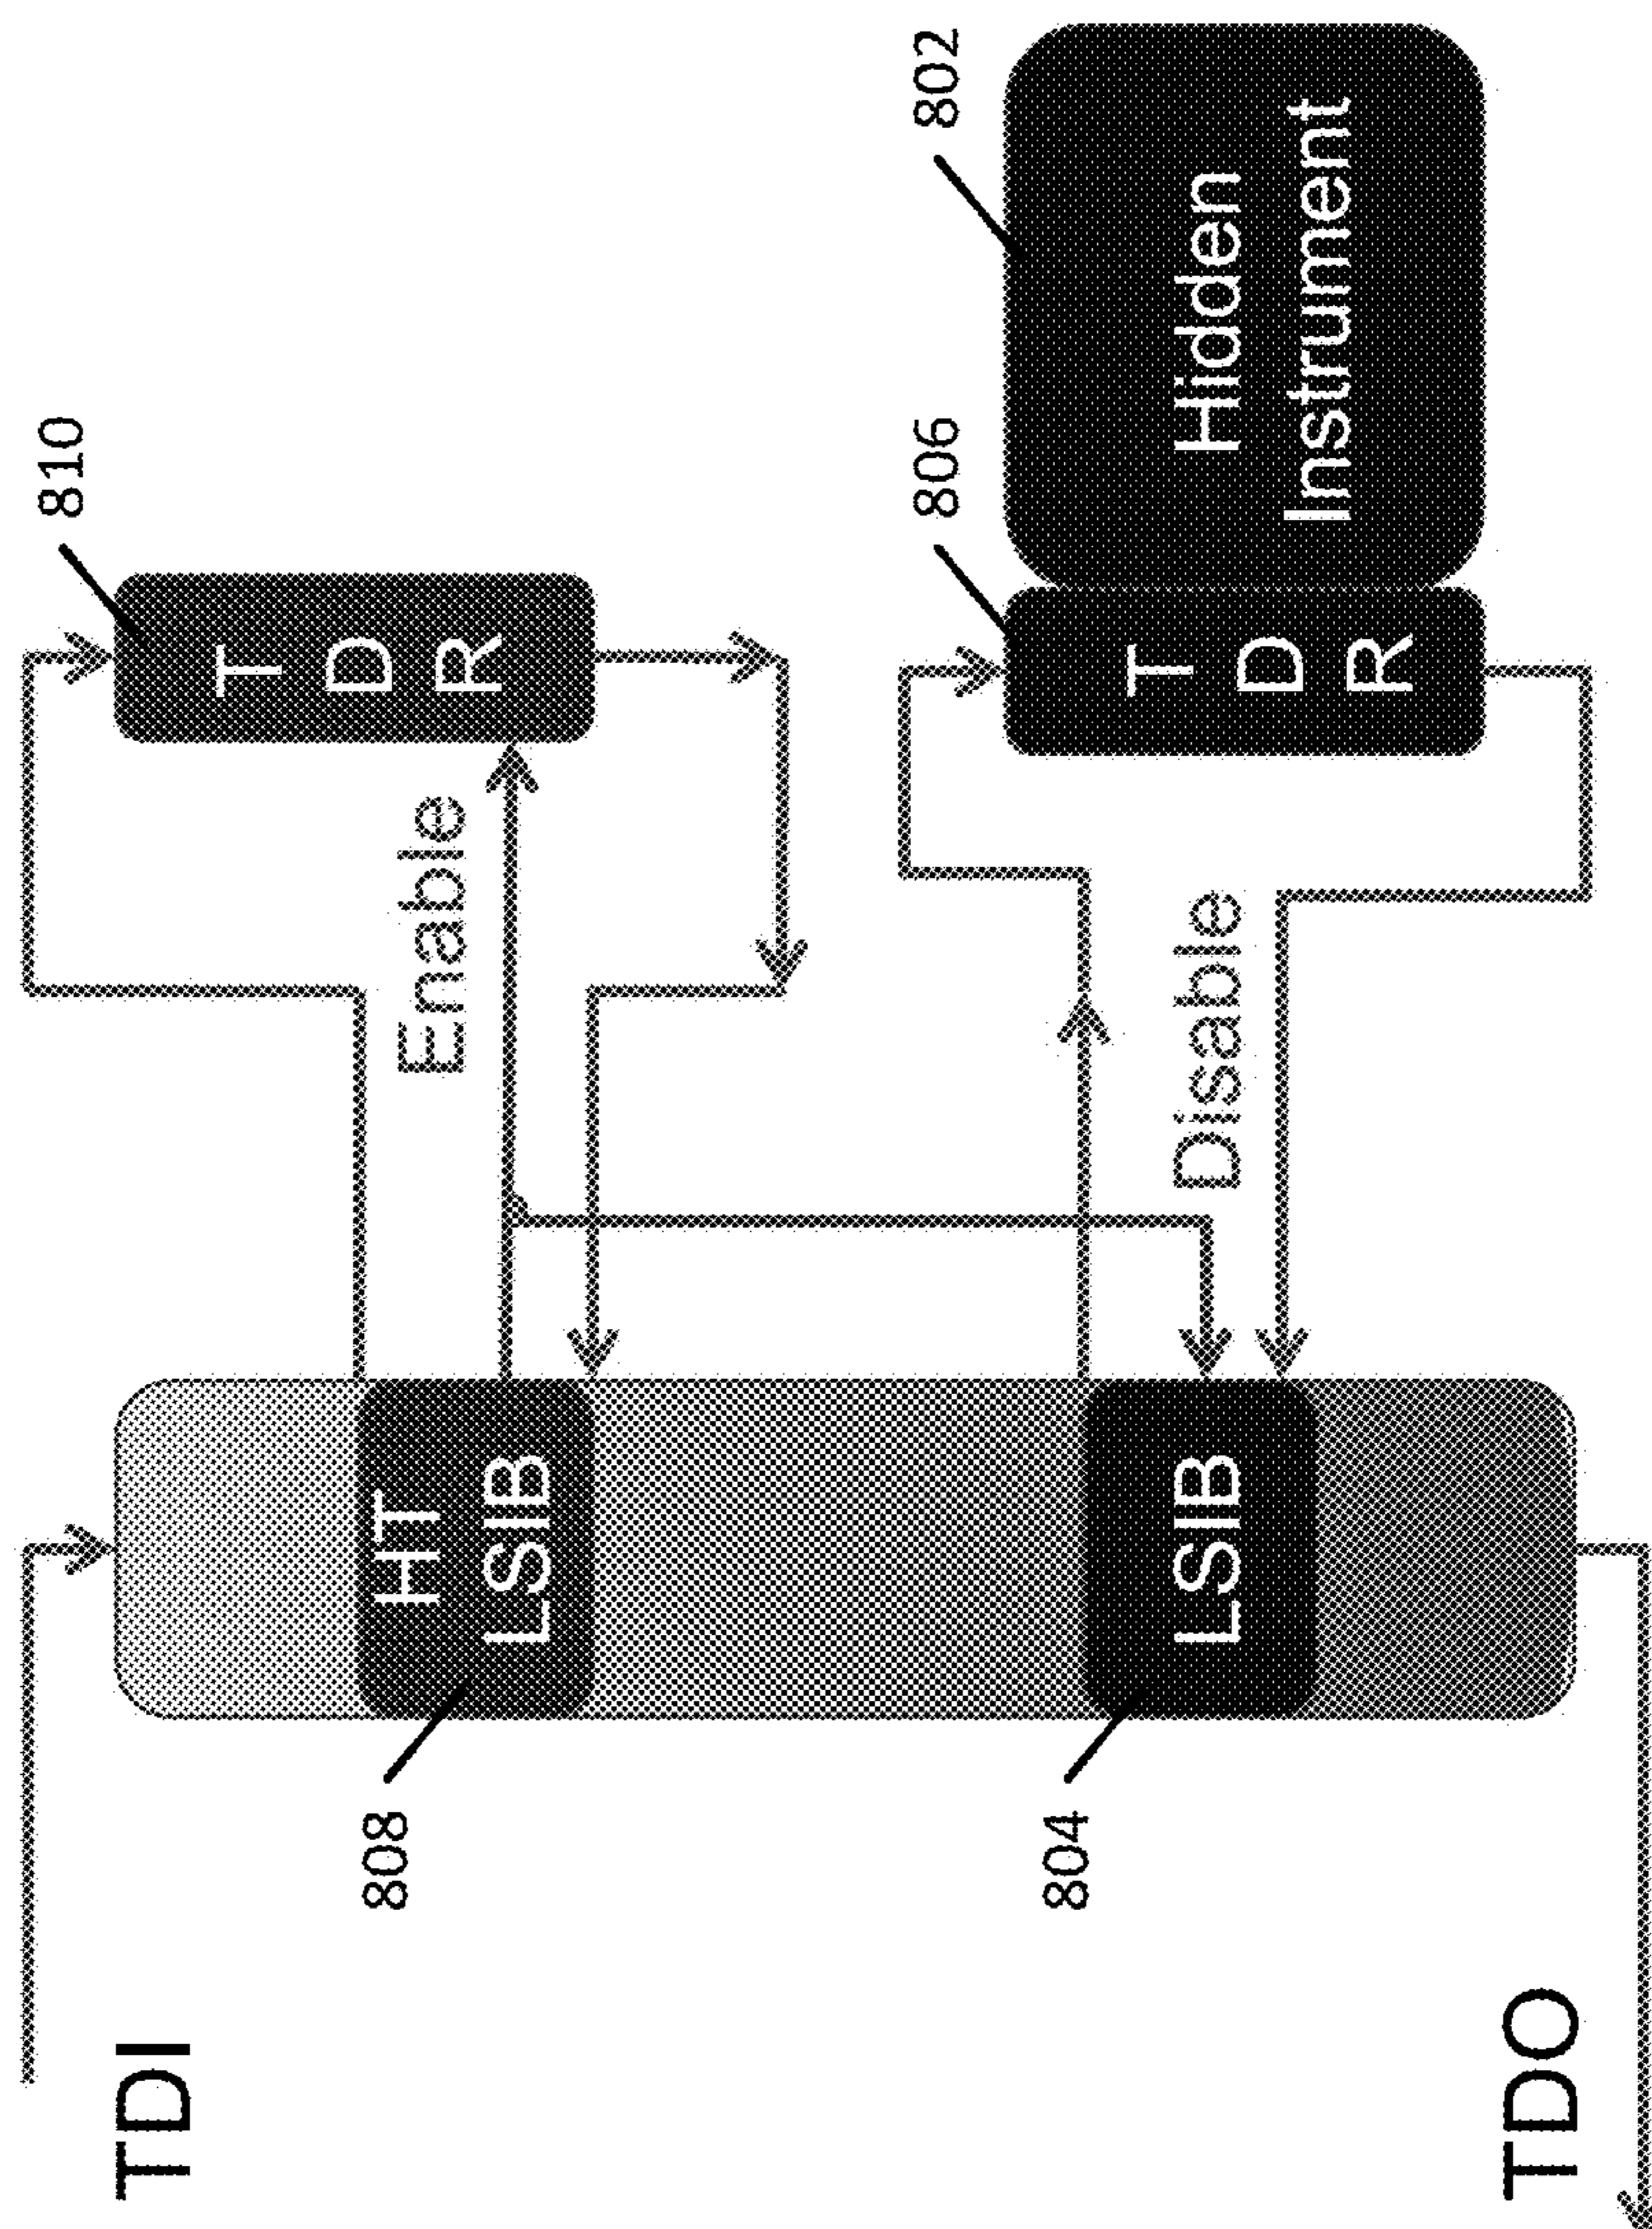 810
TDI
T
D
R
Enable
HT
LSIB
808
806
802
804
LSIB
Disable
T
D
R
Hidden
Instrument
TDO